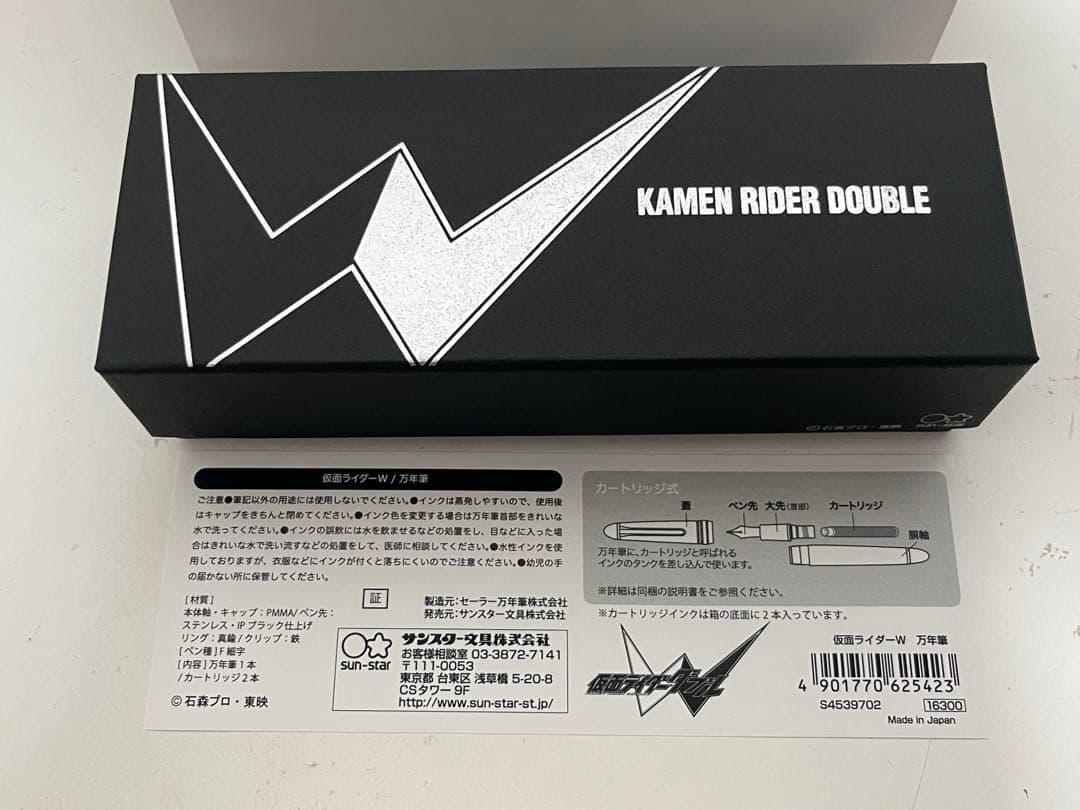 KAMEN RIDER DOUBLE
©石森プロ・東映
sun-star
仮面ライダーW / 万年筆
ご注意●筆記以外の用途には使用しないでください。●インクは蒸発しやすいので、使用後
はキャップをきちんと閉めてください。●インク色を変更する場合は万年筆首部をきれいな
水で洗ってください。●インクの誤飲には水を飲ませるなどの処置をし、目などに入った場
合はきれいな水で洗い流すなどの処置をして、医師に相談してください。●水性インクを使
用しておりますが、衣服などにインクが付くと落ちにくいのでご注意ください。●幼児の手
の届かない所に保管してください。
[材質]
本体軸・キャップ：PMMA/ペン先：
ステンレス・IPブラック仕上げ
リング：真鍮/クリップ：鉄
[ペン種]F細字
[内容]万年筆1本
/カートリッジ2本
©石森プロ・東映
証
製造元：セーラー万年筆株式会社
発売元：サンスター文具株式会社
sun-star
サンスター文具株式会社
お客様相談室 03-3872-7141
〒111-0053
東京都 台東区 浅草橋 5-20-8
CSタワー 9F
http://www.sun-star-st.jp/
カートリッジ式
蓋
ペン先
大先(首部)
カートリッジ
胴軸
万年筆に、カートリッジと呼ばれる
インクのタンクを差し込んで使います。
※詳細は同梱の説明書をご参照ください。
※カートリッジインクは箱の底面に2本入っています。
仮面ライダーダブル
仮面ライダーW 万年筆
4 901770 625423
S4539702
16300
Made in Japan